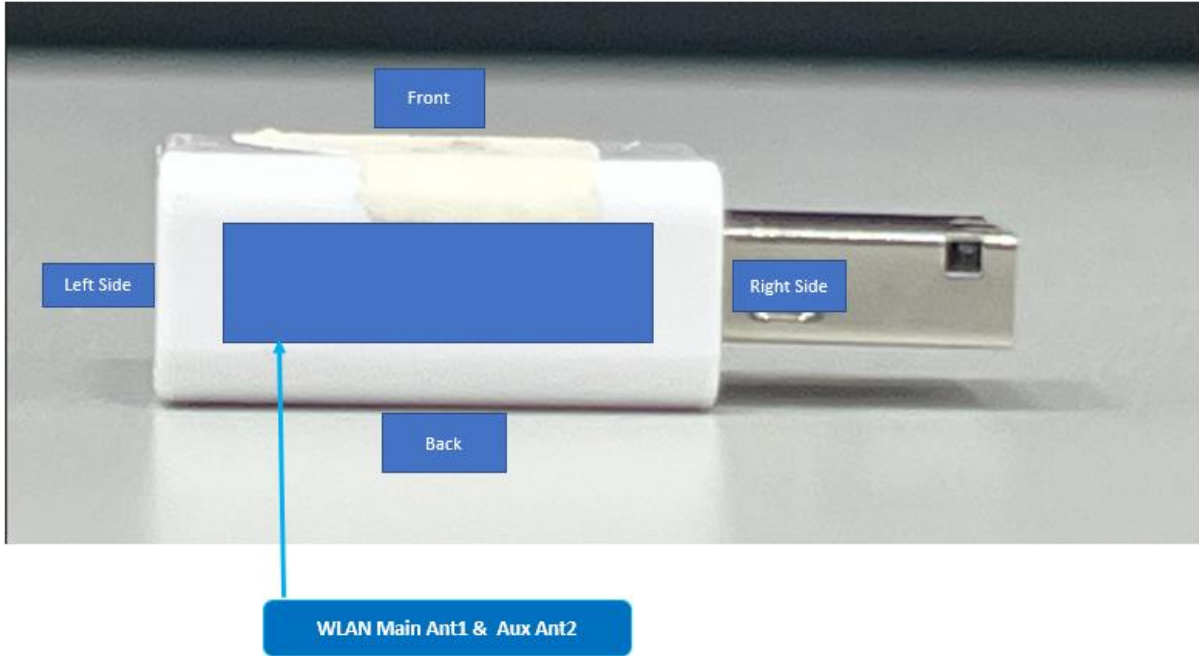 Front
Left Side
Right Side
Back
WLAN Main Ant1 & Aux Ant2